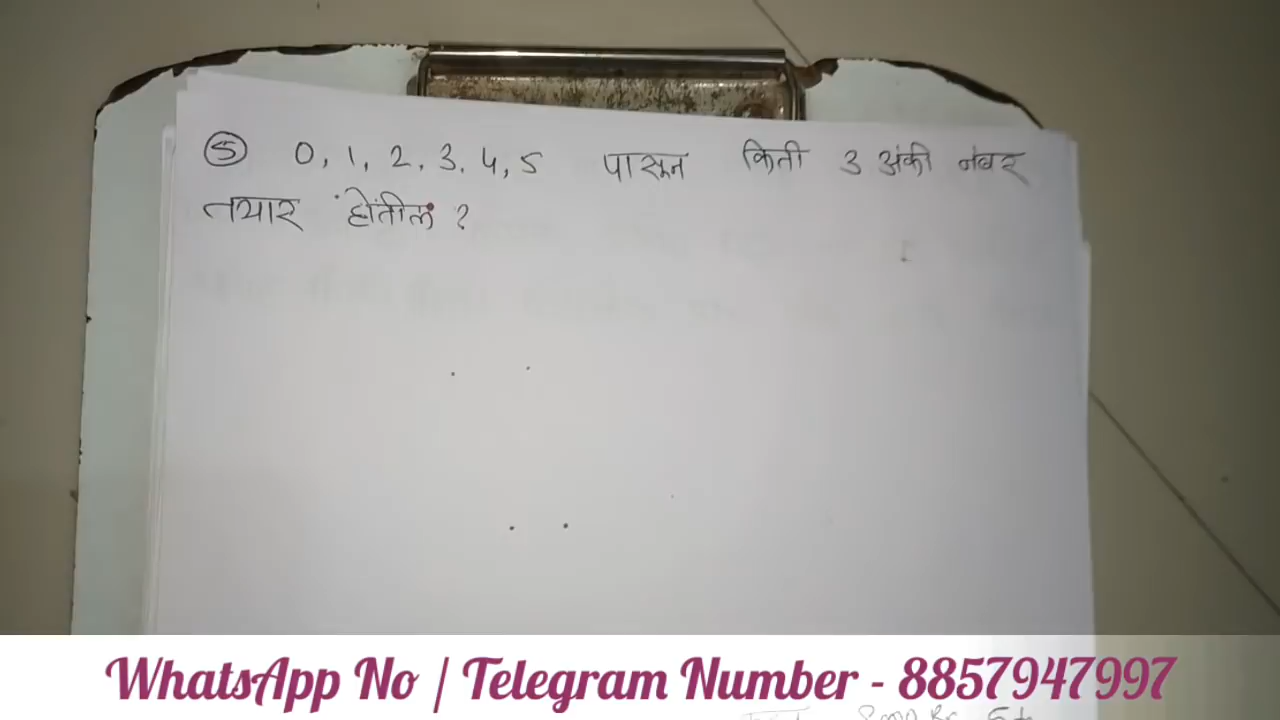 ⑤ 0, 1, 2, 3, 4, 5 पासून किती 3 अंकी नंबर
तयार होतील ?
WhatsApp No / Telegram Number - 8857947997